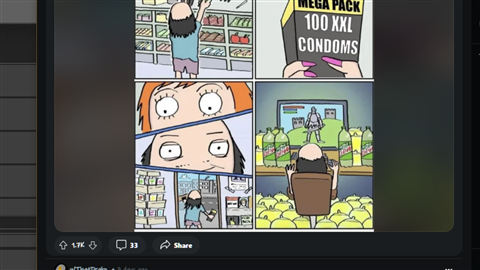 MEGA PACK
100 XXL
CONDOMS
1.7K
33
Share